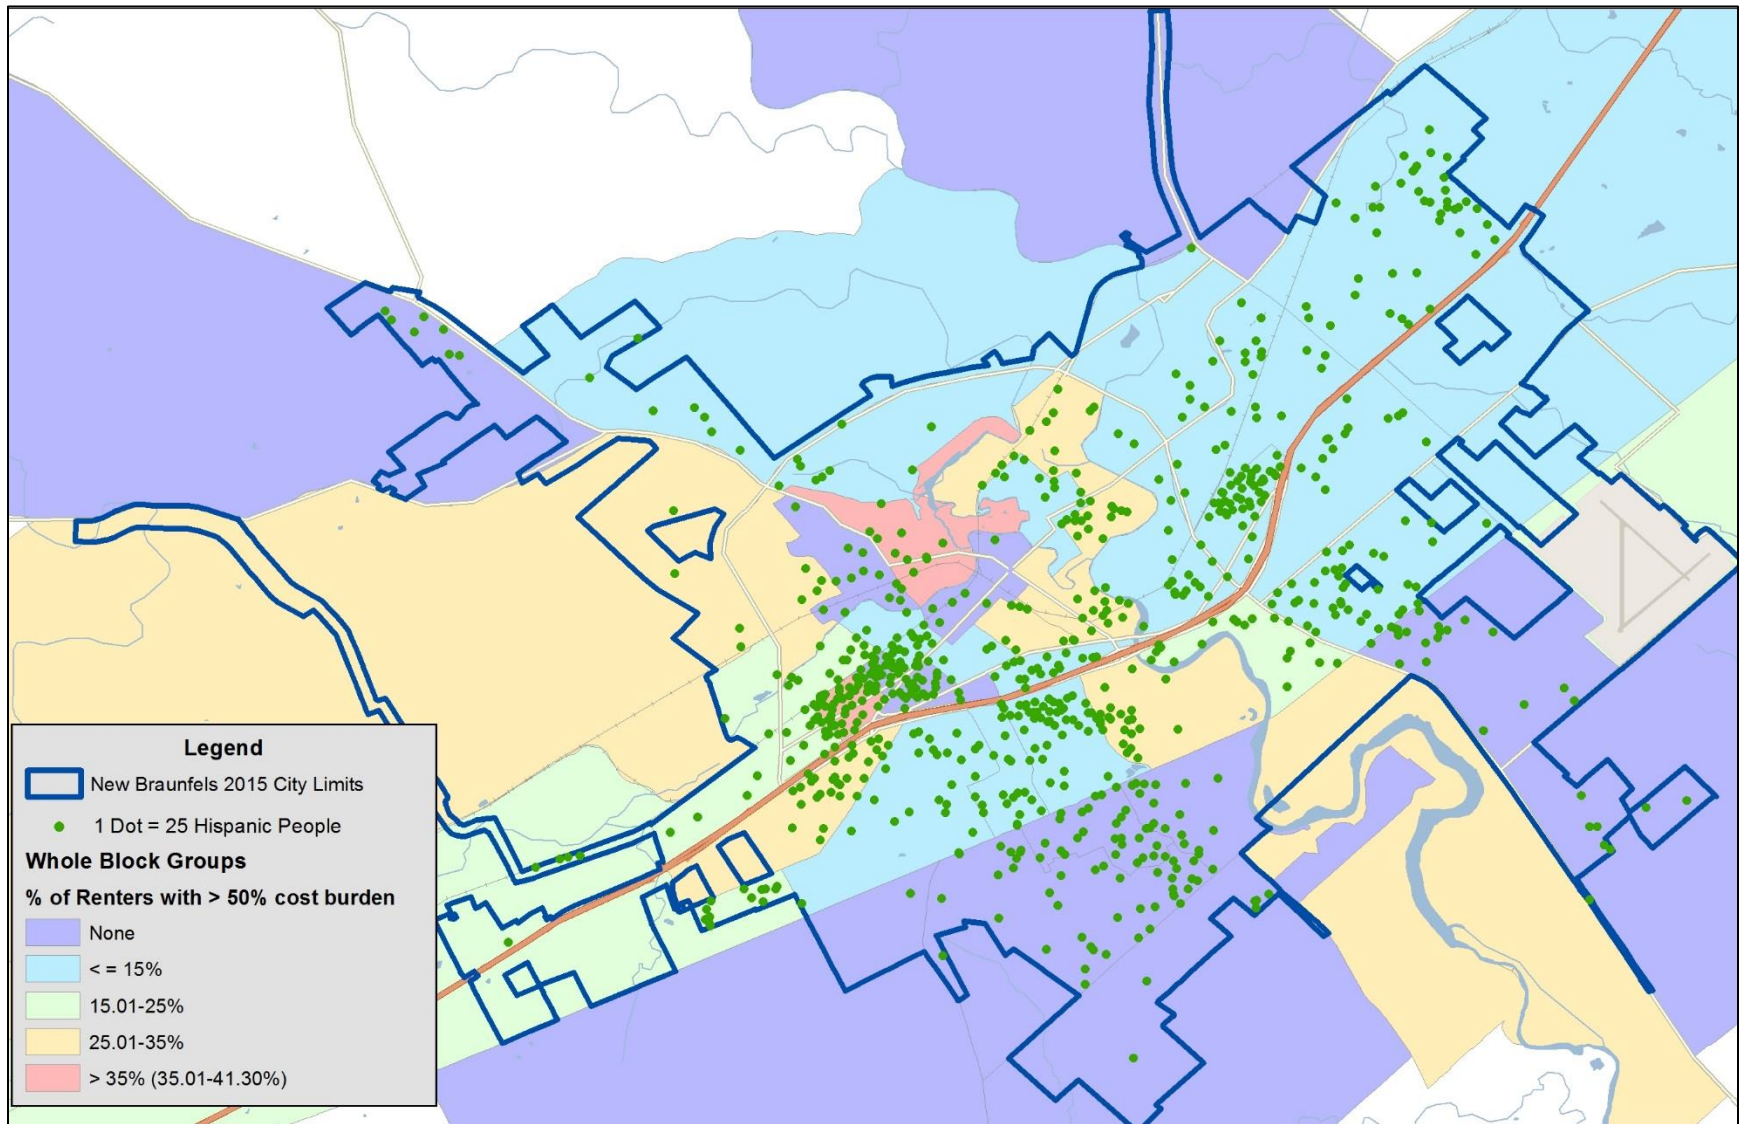 Legend
New Braunfels 2015 City Limits
1 Dot = 25 Hispanic People
Whole Block Groups
% of Renters with > 50% cost burden
None
< = 15%
15.01-25%
25.01-35%
> 35% (35.01-41.30%)